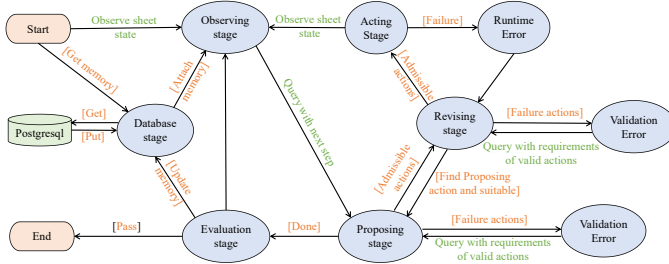 Start
Observe sheet
state
Observing
stage
Observe sheet
state
Acting
Stage
[Failure]
Runtime
Error
[Get memory]
[Attach
memory]
[Admissible
actions]
Postgresql
[Get]
[Put]
Database
stage
Query with next
step
Revising
stage
[Failure actions]
Query with requirements
of valid actions
Validation
Error
[Update
memory]
[Admissible
actions]
[Find Proposing
action and suitable]
End
[Pass]
Evaluation
stage
[Done]
Proposing
stage
[Failure actions]
Query with requirements
of valid actions
Validation
Error